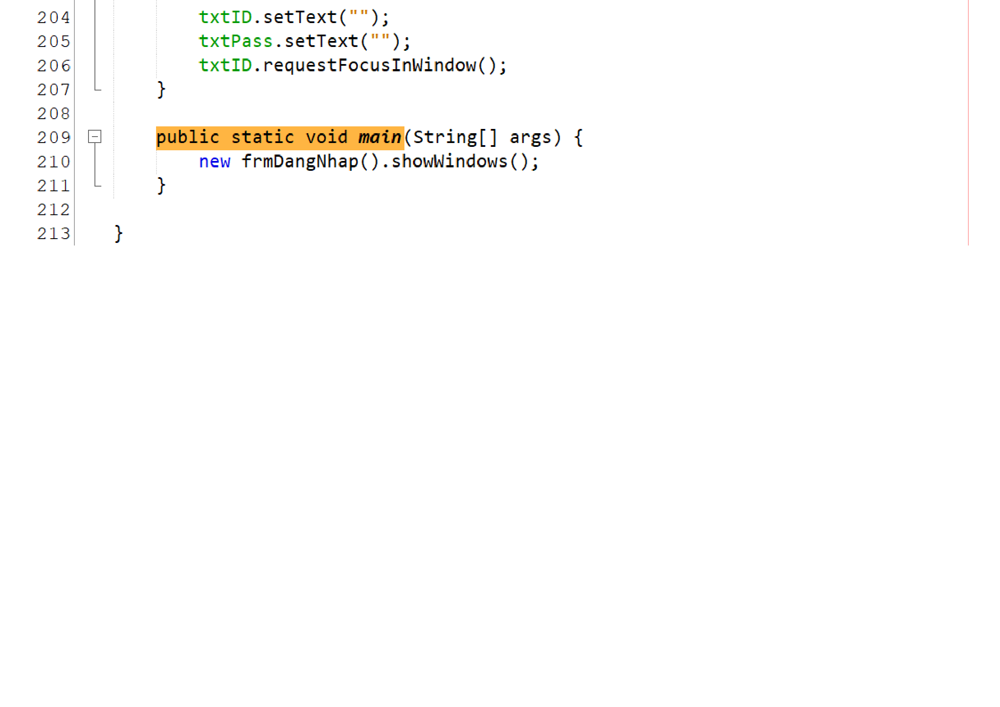 204 txtID.setText("");
205 txtPass.setText("");
206 txtID.requestFocusInWindow();
207 }
208
209 public static void main(String[] args) {
210 new frmDangNhap().showWindows();
211 }
212
213 }